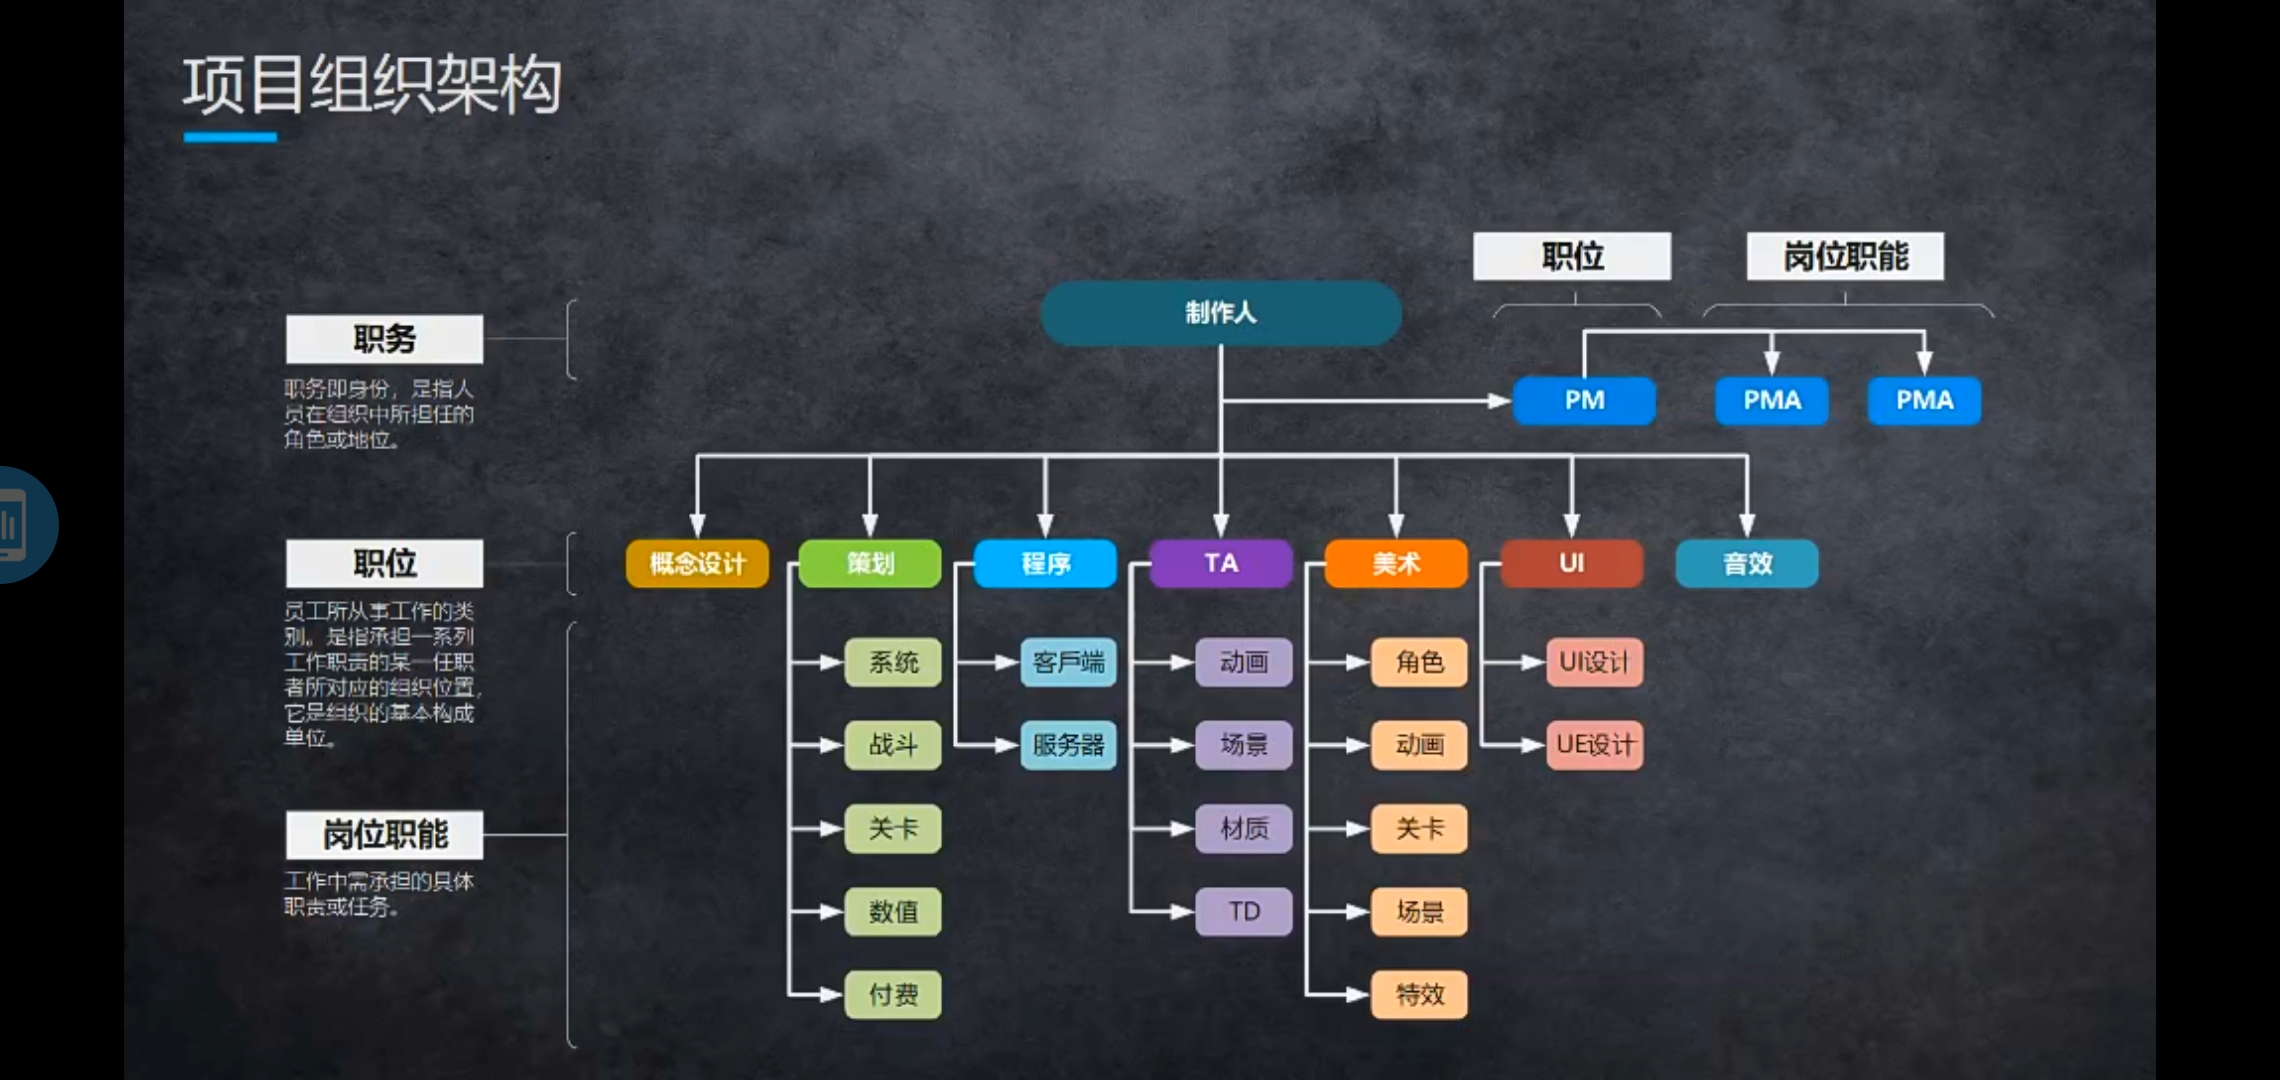 项目组织架构
职位
岗位职能
制作人
职务
职务即身份，是指人
员在组织中所担任的
角色或地位。
PM
PMA
PMA
职位
员工所从事工作的类
别。是指承担一系列
工作职责的某一任职
者所对应的组织位置，
它是组织的基本构成
单位。
概念设计
策划
程序
TA
美术
UI
音效
系统
客户端
动画
角色
UI设计
战斗
服务器
场景
动画
UE设计
岗位职能
工作中需承担的具体
职责或任务。
关卡
材质
关卡
数值
TD
场景
付费
特效